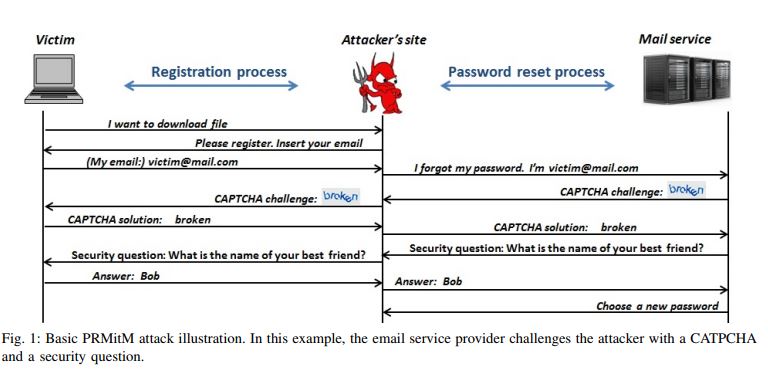 Victim
Attacker's site
Mail service
Registration process
Password reset process
I want to download file
Please register. Insert your email
(My email:) victim@mail.com
I forgot my password. I'm victim@mail.com
CAPTCHA challenge: broken
CAPTCHA challenge: broken
CAPTCHA solution: broken
CAPTCHA solution: broken
Security question: What is the name of your best friend?
Security question: What is the name of your best friend?
Answer: Bob
Answer: Bob
Choose a new password
Fig. 1: Basic PRMitM attack illustration. In this example, the email service provider challenges the attacker with a CATPCHA
and a security question.